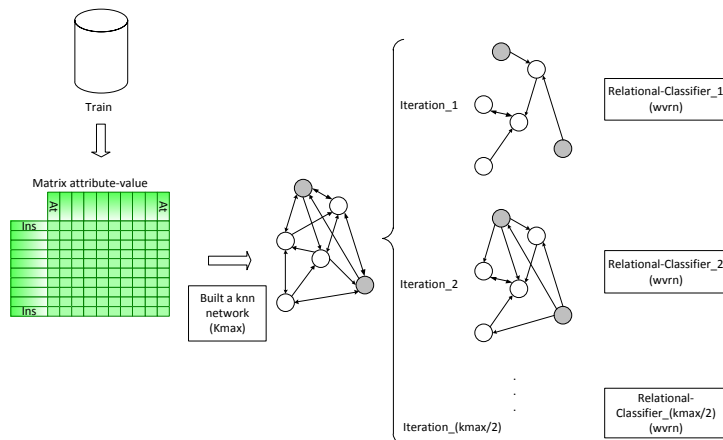 Train
Matrix attribute-value
At
At
Ins
Ins
Built a knn
network
(Kmax)
Iteration_1
Relational-Classifier_1
(wvrn)
Iteration_2
Relational-Classifier_2
(wvrn)
.
.
.
Iteration_(kmax/2)
Relational-
Classifier_(kmax/2)
(wvrn)